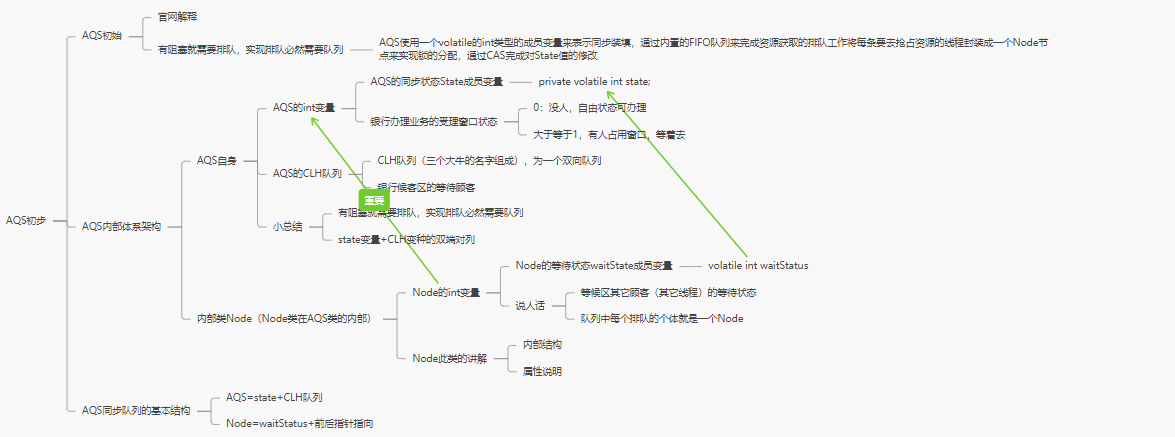 AQS初步
AQS初始
官网解释
有阻塞就需要排队，实现排队必然需要队列
AQS使用一个volatile的int类型的成员变量来表示同步装填，通过内置的FIFO队列来完成资源获取的排队工作将每条要去抢占资源的线程封装成一个Node节
点来实现锁的分配，通过CAS完成对State值的修改
AQS内部体系架构
AQS自身
AQS的int变量
AQS的同步状态State成员变量
private volatile int state;
银行办理业务的受理窗口状态
0：没人，自由状态可办理
大于等于1，有人占用窗口，等着去
AQS的CLH队列
CLH队列（三个大牛的名字组成），为一个双向队列
银行候客区的等待顾客
重要
小总结
有阻塞就需要排队，实现排队必然需要队列
state变量+CLH变种的双端对列
内部类Node（Node类在AQS类的内部）
Node的int变量
Node的等待状态waitState成员变量
volatile int waitStatus
说人话
等候区其它顾客（其它线程）的等待状态
队列中每个排队的个体就是一个Node
Node此类的讲解
内部结构
属性说明
AQS同步队列的基本结构
AQS=state+CLH队列
Node=waitStatus+前后指针指向